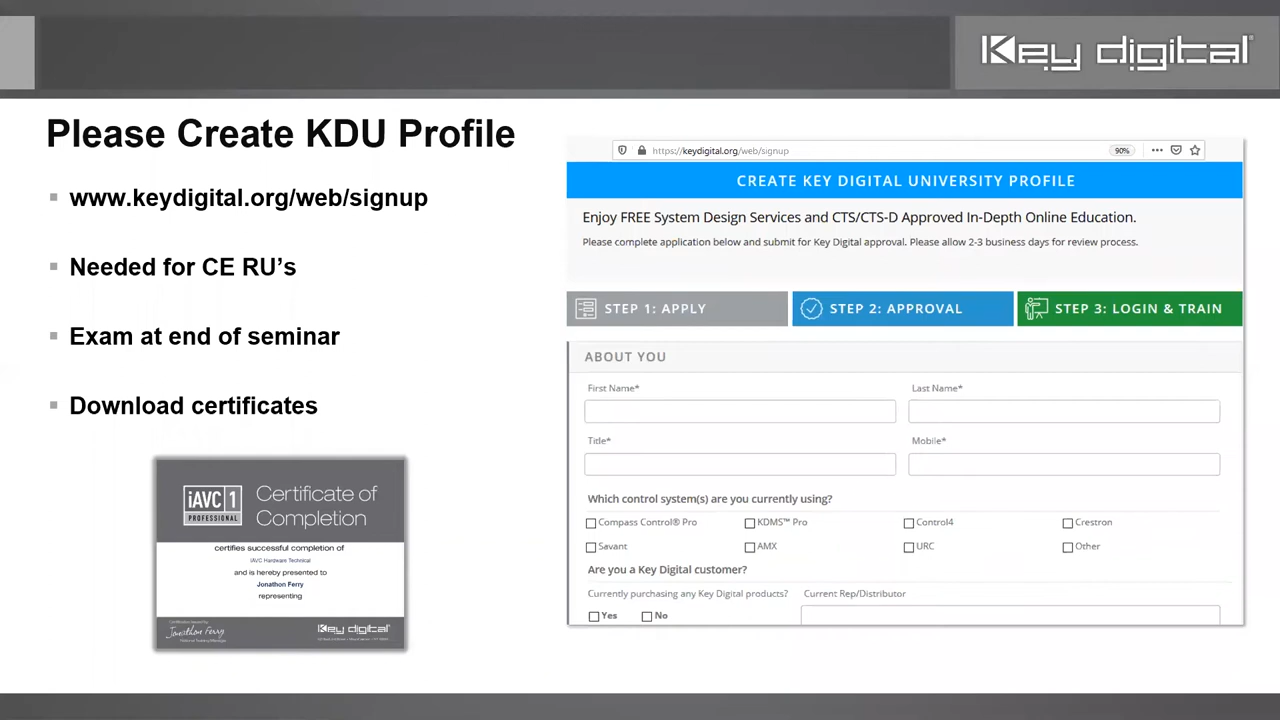 Key digital
Please Create KDU Profile
www.keydigital.org/web/signup
Needed for CE RU’s
Exam at end of seminar
Download certificates
iAVC 1
PROFESSIONAL
Certificate of
Completion
certifies successful completion of
IAVC Hardware Technical
and is hereby presented to
Jonathon Ferry
representing
Jonathon Ferry
National Training Manager
Key digital
https://keydigital.org/web/signup
90%
CREATE KEY DIGITAL UNIVERSITY PROFILE
Enjoy FREE System Design Services and CTS/CTS-D Approved In-Depth Online Education.
Please complete application below and submit for Key Digital approval. Please allow 2-3 business days for review process.
STEP 1: APPLY STEP 2: APPROVAL STEP 3: LOGIN & TRAIN
ABOUT YOU
First Name* Last Name*
Title* Mobile*
Which control system(s) are you currently using?
Compass Control® Pro KDMS™ Pro Control4 Crestron
Savant AMX URC Other
Are you a Key Digital customer?
Currently purchasing any Key Digital products? Current Rep/Distributor
Yes No